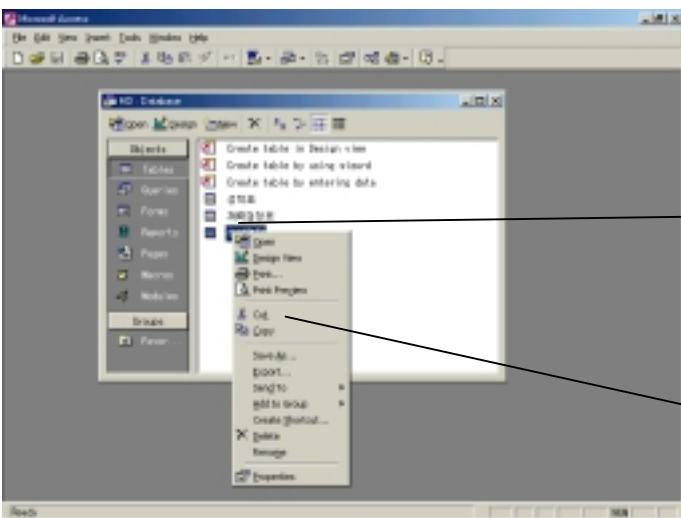 Microsoft Access
File Edit View Insert Tools Window Help
Database
Open Design New
Objects
Tables
Queries
Forms
Reports
Pages
Macros
Modules
Groups
Favor...
Create table in Design view
Create table by using wizard
Create table by entering data
Open
Design View
Print...
Print Preview
Cut
Copy
Save As...
Export...
Send To
Add to Group
Create Shortcut...
Delete
Rename
Properties
Ready
NUM